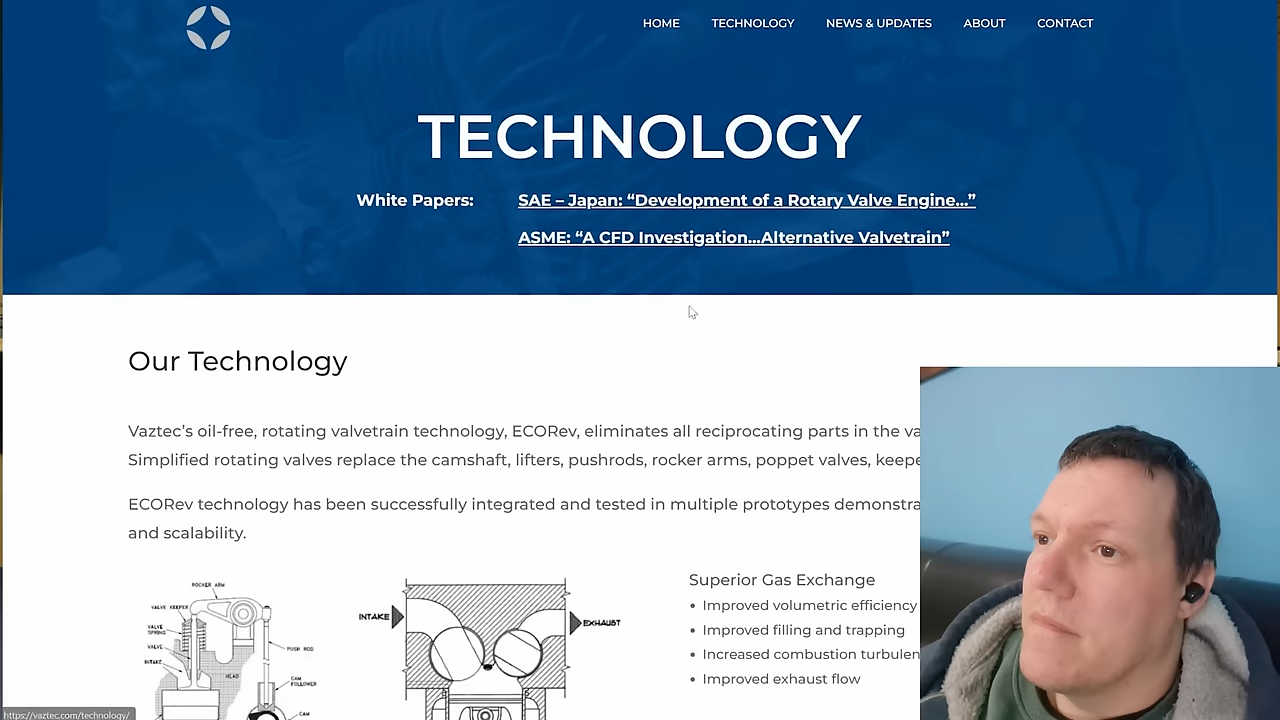 HOME TECHNOLOGY NEWS & UPDATES ABOUT CONTACT
TECHNOLOGY
White Papers: SAE – Japan: “Development of a Rotary Valve Engine...”
ASME: “A CFD Investigation...Alternative Valvetrain”
Our Technology
Vaztec’s oil-free, rotating valvetrain technology, ECORev, eliminates all reciprocating parts in the va
Simplified rotating valves replace the camshaft, lifters, pushrods, rocker arms, poppet valves, keepe
ECORev technology has been successfully integrated and tested in multiple prototypes demonstra
and scalability.
ROCKER ARM
VALVE KEEPER
VALVE SPRING
VALVE
INTAKE
HEAD
PUSH ROD
CAM FOLLOWER
CAM
INTAKE
EXHAUST
Superior Gas Exchange
• Improved volumetric efficiency
• Improved filling and trapping
• Increased combustion turbulen
• Improved exhaust flow
https://vaztec.com/technology/